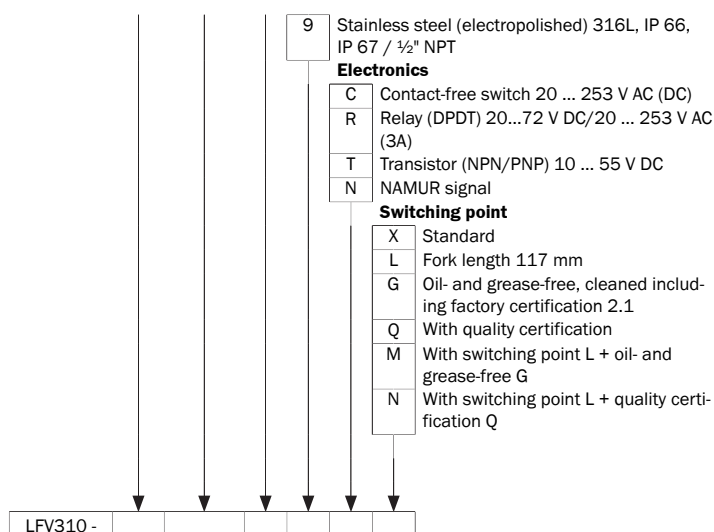 9 Stainless steel (electropolished) 316L, IP 66,
IP 67 / ½" NPT
Electronics
C Contact-free switch 20 ... 253 V AC (DC)
R Relay (DPDT) 20...72 V DC/20 ... 253 V AC
(3A)
T Transistor (NPN/PNP) 10 ... 55 V DC
N NAMUR signal
Switching point
X Standard
L Fork length 117 mm
G Oil- and grease-free, cleaned includ-
ing factory certification 2.1
Q With quality certification
M With switching point L + oil- and
grease-free G
N With switching point L + quality certi-
fication Q
LFV310 -